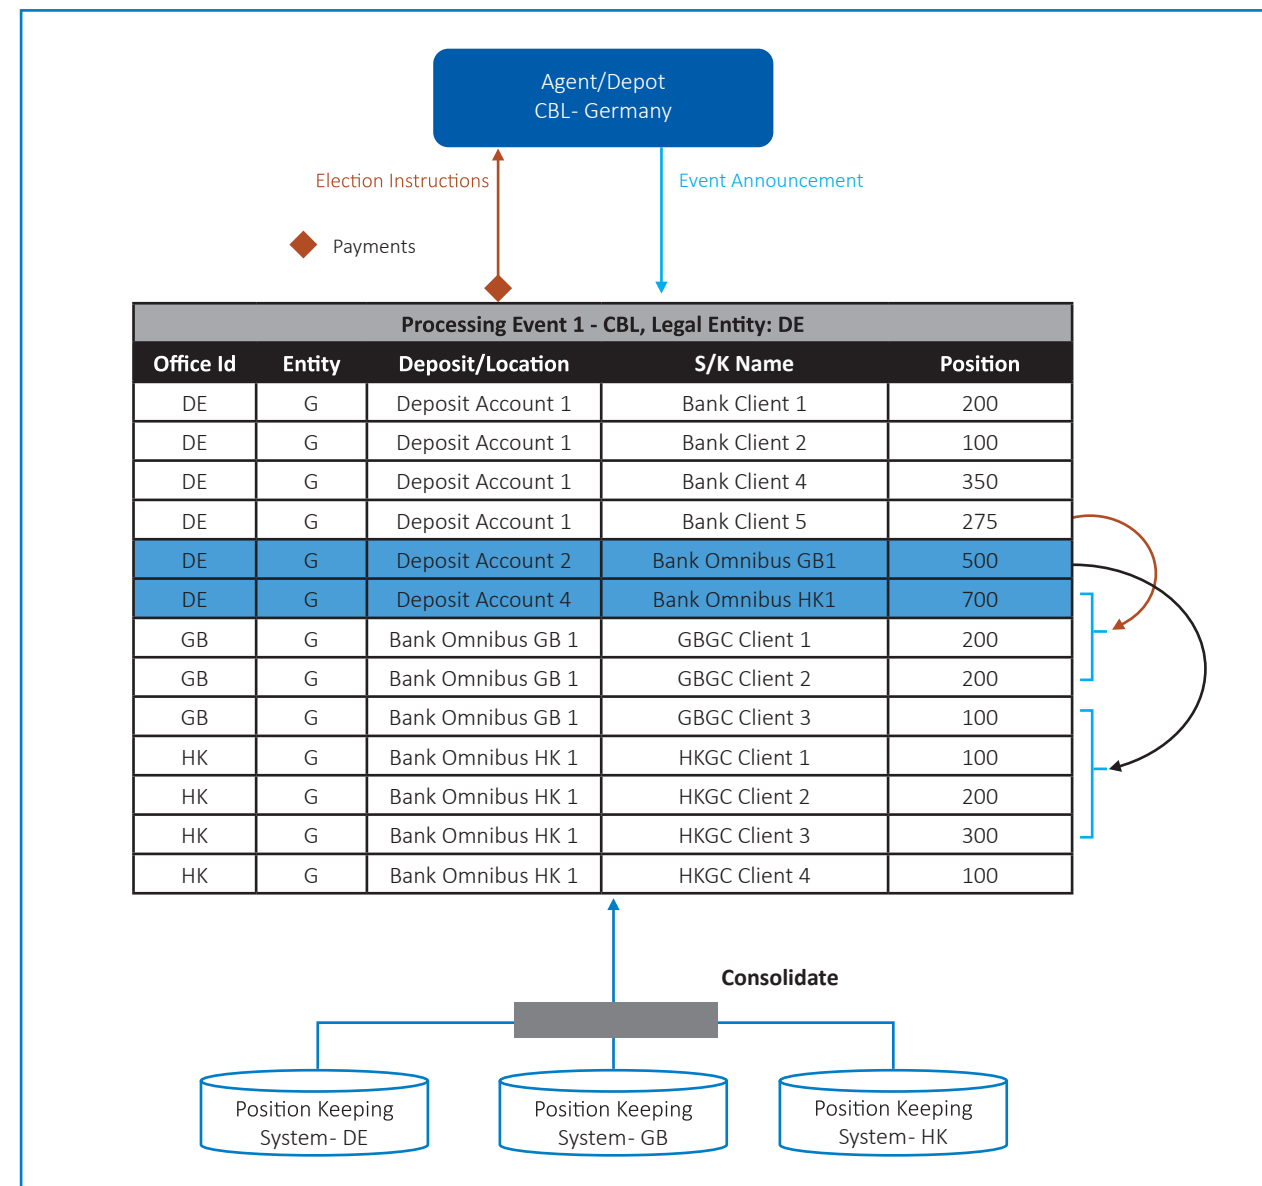 Agent/Depot
CBL- Germany
Election Instructions
Event Announcement
Payments
Processing Event 1 - CBL, Legal Entity: DE
Office Id Entity Deposit/Location S/K Name Position
DE G Deposit Account 1 Bank Client 1 200
DE G Deposit Account 1 Bank Client 2 100
DE G Deposit Account 1 Bank Client 4 350
DE G Deposit Account 1 Bank Client 5 275
DE G Deposit Account 2 Bank Omnibus GB1 500
DE G Deposit Account 4 Bank Omnibus HK1 700
GB G Bank Omnibus GB 1 GBGC Client 1 200
GB G Bank Omnibus GB 1 GBGC Client 2 200
GB G Bank Omnibus GB 1 GBGC Client 3 100
HK G Bank Omnibus HK 1 HKGC Client 1 100
HK G Bank Omnibus HK 1 HKGC Client 2 200
HK G Bank Omnibus HK 1 HKGC Client 3 300
HK G Bank Omnibus HK 1 HKGC Client 4 100
Consolidate
Position Keeping
System- DE
Position Keeping
System- GB
Position Keeping
System- HK